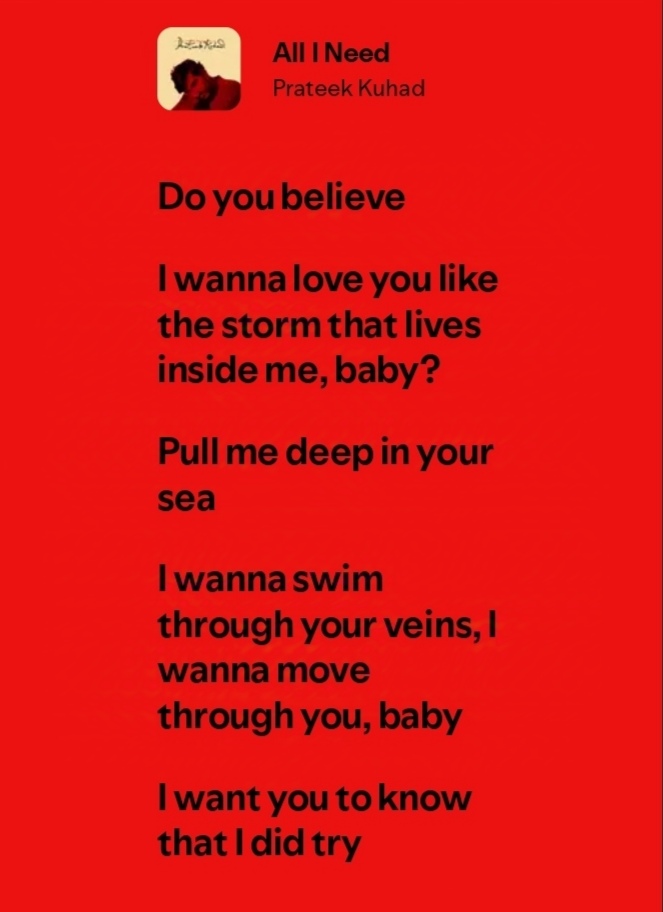 All I Need
Prateek Kuhad
Do you believe
I wanna love you like
the storm that lives
inside me, baby?
Pull me deep in your
sea
I wanna swim
through your veins, I
wanna move
through you, baby
I want you to know
that I did try